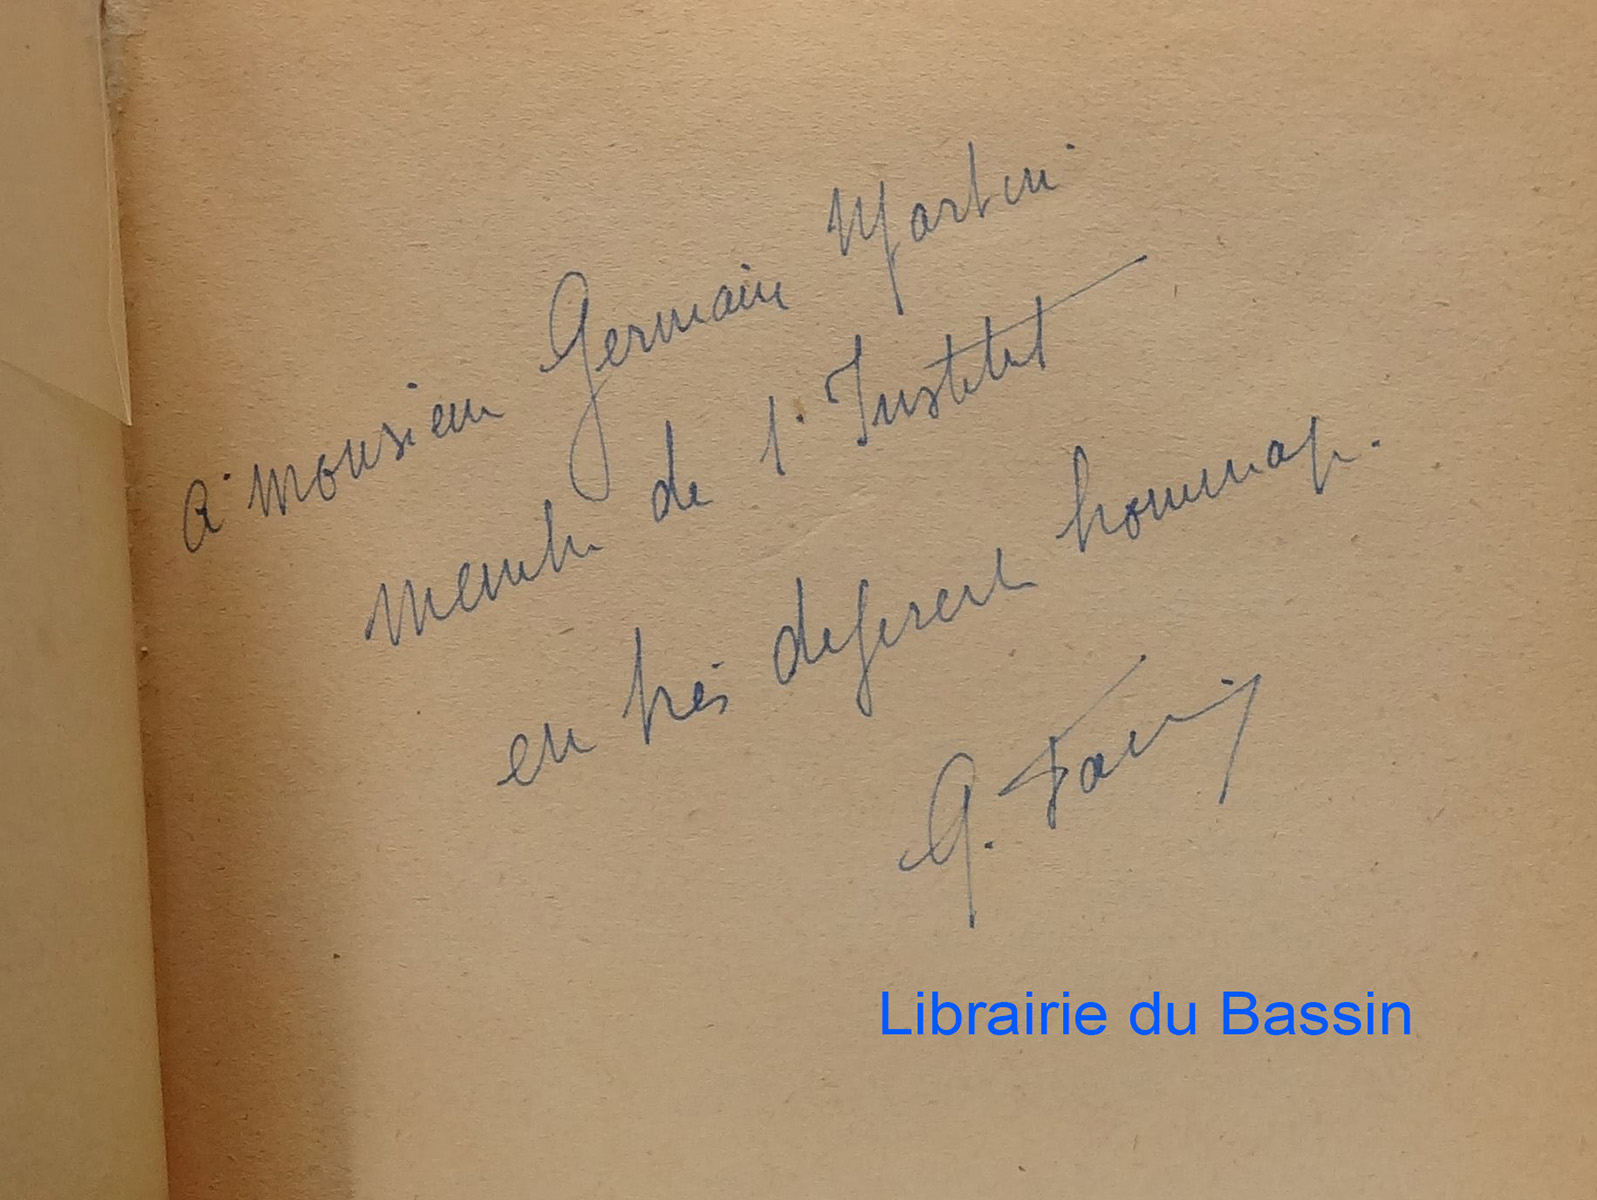 à monsieur Germain Martin
membre de l'Institut
en très déférent hommage.
G.
Librairie du Bassin